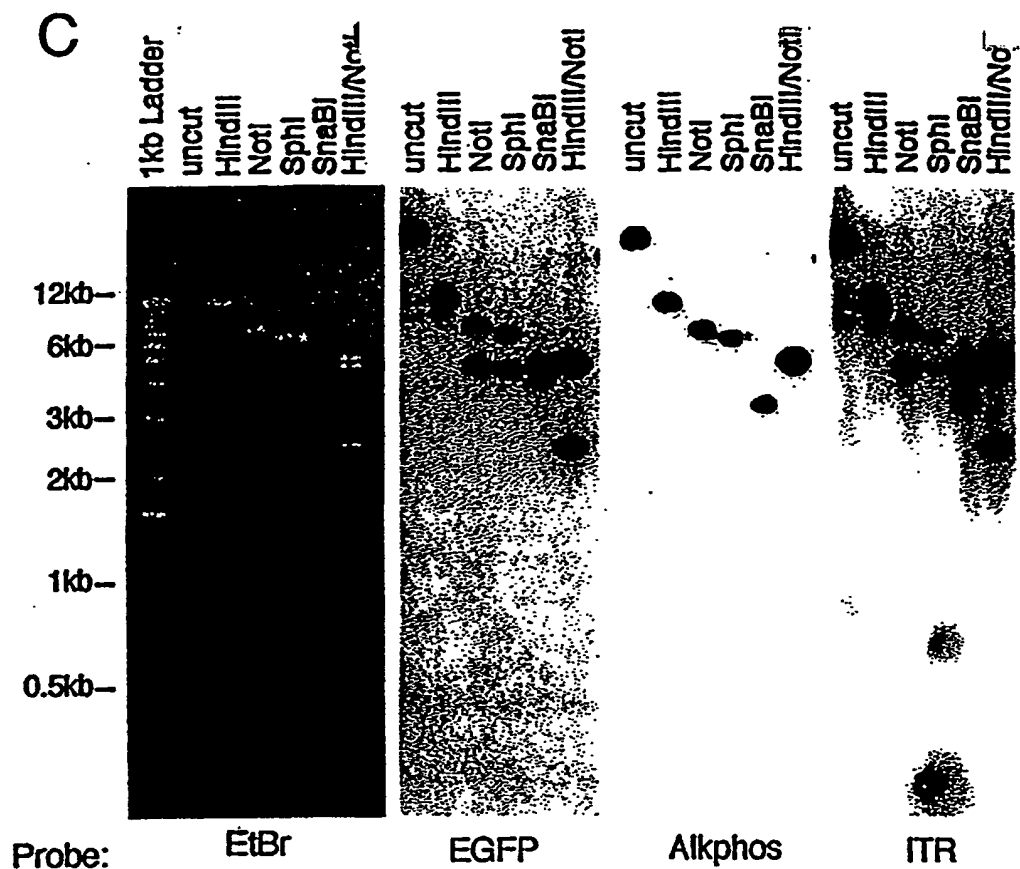 C
1kb Ladder
uncut
HindIII
NotI
SphI
SnaBI
HindIII/NotI
uncut
HindIII
NotI
SphI
SnaBI
HindIII/NotI
uncut
HindIII
NotI
SphI
SnaBI
HindIII/NotI
uncut
HindIII
NotI
SphI
SnaBI
HindIII/No
12kb
6kb
3kb
2kb
1kb
0.5kb
Probe: EtBr EGFP Alkphos ITR